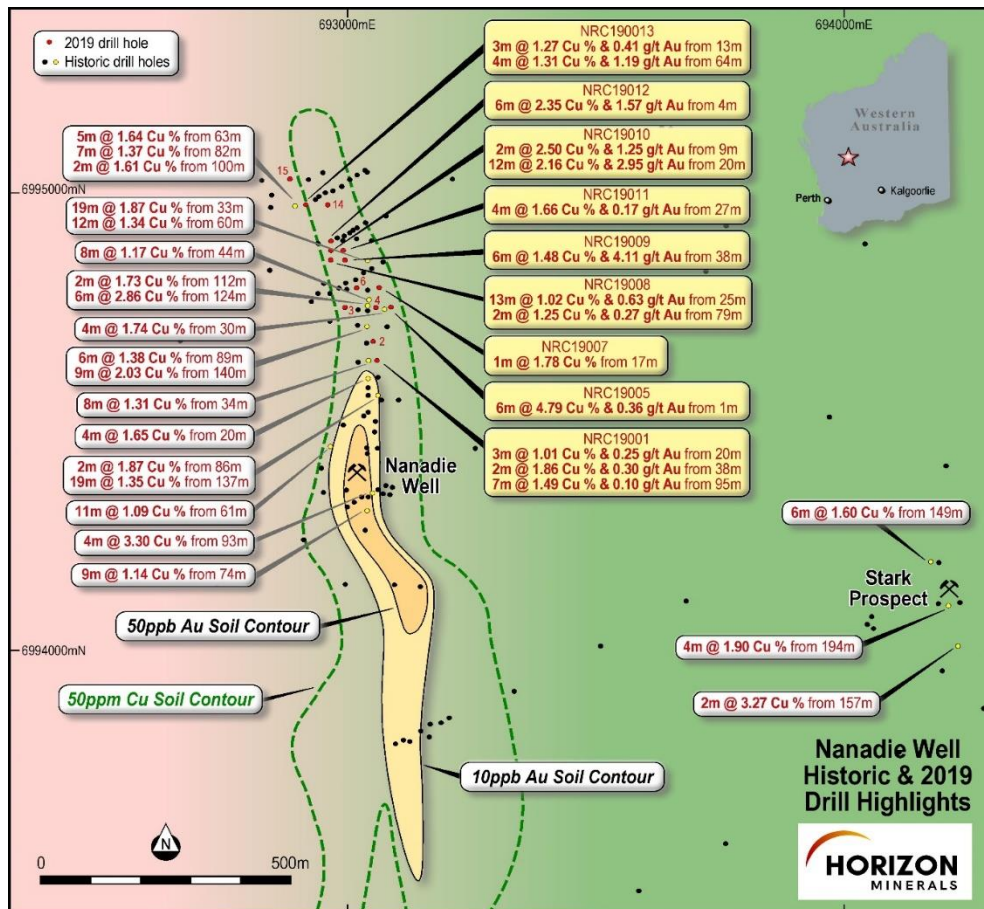 693000mE
694000mE
2019 drill hole
Historic drill holes
NRC190013
3m @ 1.27 Cu % & 0.41 g/t Au from 13m
4m @ 1.31 Cu % & 1.19 g/t Au from 64m
NRC19012
6m @ 2.35 Cu % & 1.57 g/t Au from 4m
NRC19010
2m @ 2.50 Cu % & 1.25 g/t Au from 9m
12m @ 2.16 Cu % & 2.95 g/t Au from 20m
NRC19011
4m @ 1.66 Cu % & 0.17 g/t Au from 27m
NRC19009
6m @ 1.48 Cu % & 4.11 g/t Au from 38m
NRC19008
13m @ 1.02 Cu % & 0.63 g/t Au from 25m
2m @ 1.25 Cu % & 0.27 g/t Au from 79m
NRC19007
1m @ 1.78 Cu % from 17m
NRC19005
6m @ 4.79 Cu % & 0.36 g/t Au from 1m
NRC19001
3m @ 1.01 Cu % & 0.25 g/t Au from 20m
2m @ 1.86 Cu % & 0.30 g/t Au from 38m
7m @ 1.49 Cu % & 0.10 g/t Au from 95m
Western
Australia
Perth
Kalgoorlie
5m @ 1.64 Cu % from 63m
7m @ 1.37 Cu % from 82m
2m @ 1.61 Cu % from 100m
6995000mN
19m @ 1.87 Cu % from 33m
12m @ 1.34 Cu % from 60m
8m @ 1.17 Cu % from 44m
2m @ 1.73 Cu % from 112m
6m @ 2.86 Cu % from 124m
4m @ 1.74 Cu % from 30m
6m @ 1.38 Cu % from 89m
9m @ 2.03 Cu % from 140m
8m @ 1.31 Cu % from 34m
4m @ 1.65 Cu % from 20m
2m @ 1.87 Cu % from 86m
19m @ 1.35 Cu % from 137m
11m @ 1.09 Cu % from 61m
4m @ 3.30 Cu % from 93m
9m @ 1.14 Cu % from 74m
15
14
6
4
3
2
Nanadie
Well
6m @ 1.60 Cu % from 149m
Stark
Prospect
4m @ 1.90 Cu % from 194m
2m @ 3.27 Cu % from 157m
50ppb Au Soil Contour
6994000mN
50ppm Cu Soil Contour
10ppb Au Soil Contour
Nanadie Well
Historic & 2019
Drill Highlights
N
0
500m
HORIZON
MINERALS